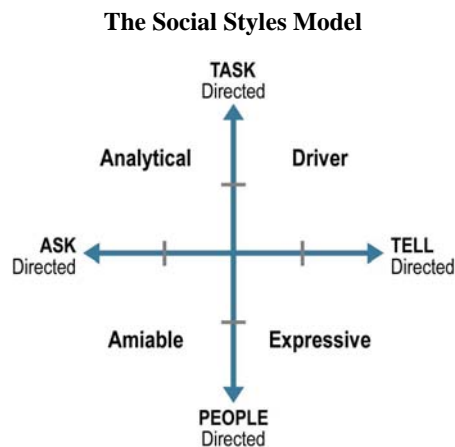 The Social Styles Model
TASK
Directed
Analytical
Driver
ASK
Directed
TELL
Directed
Amiable
Expressive
PEOPLE
Directed